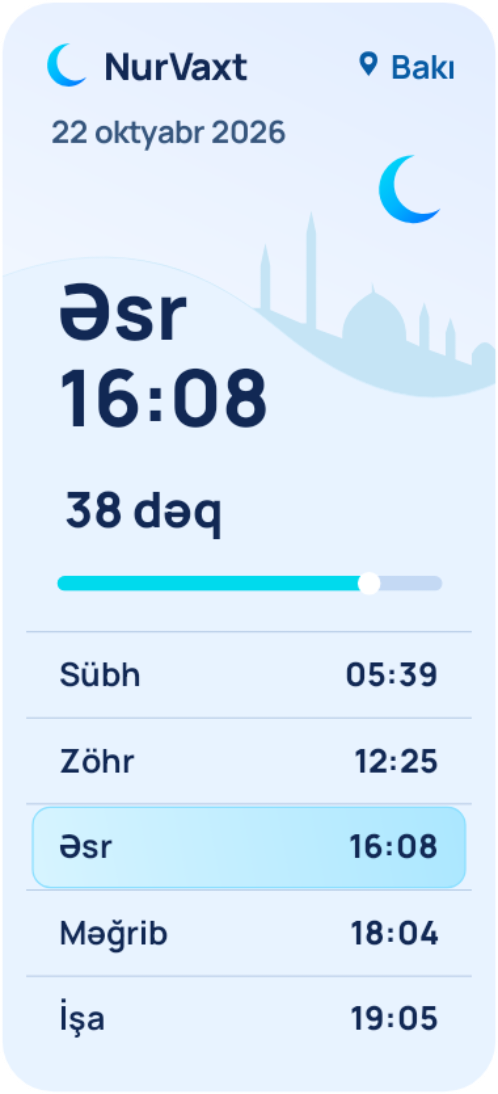 NurVaxt
Bakı
22 oktyabr 2026
Əsr
16:08
38 dəq
Sübh 05:39
Zöhr 12:25
Əsr 16:08
Məğrib 18:04
İşa 19:05